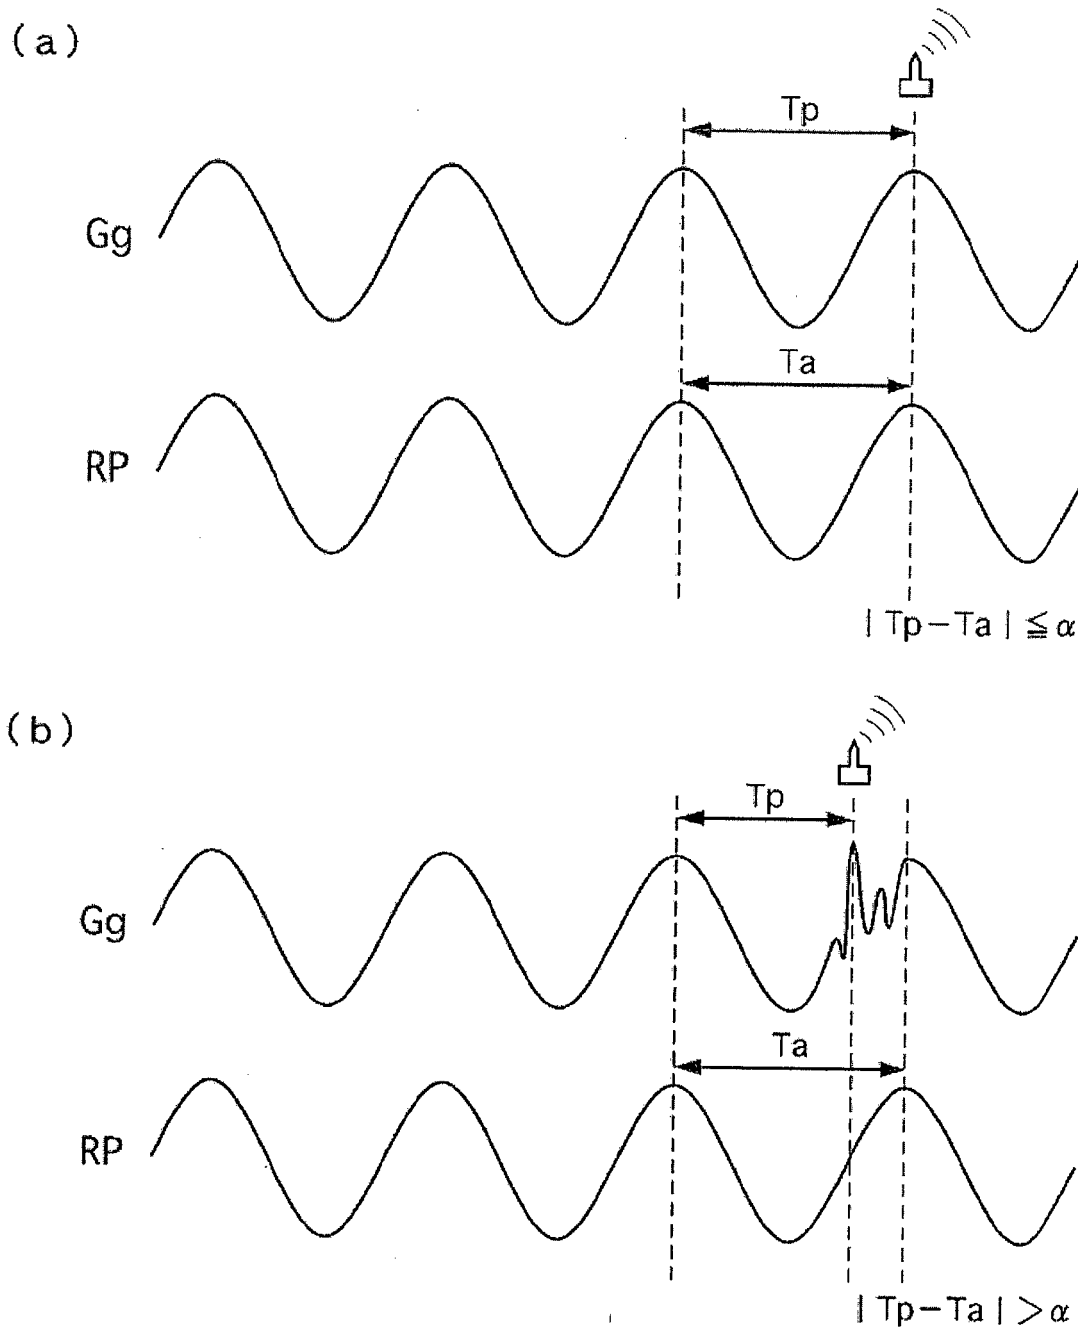 (a)
Tp
Gg
Ta
RP
| Tp－Ta | ≦ α
(b)
Tp
Gg
Ta
RP
| Tp－Ta | ＞ α